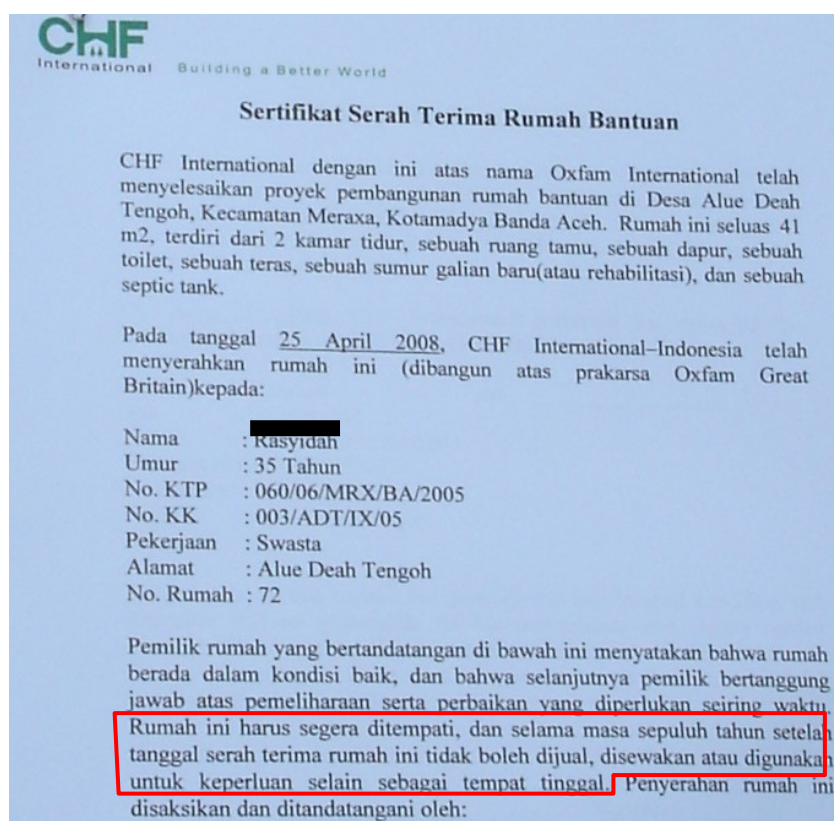 CHF
International Building a Better World
Sertifikat Serah Terima Rumah Bantuan
CHF International dengan ini atas nama Oxfam International telah
menyelesaikan proyek pembangunan rumah bantuan di Desa Alue Deah
Tengoh, Kecamatan Meraxa, Kotamadya Banda Aceh. Rumah ini seluas 41
m2, terdiri dari 2 kamar tidur, sebuah ruang tamu, sebuah dapur, sebuah
toilet, sebuah teras, sebuah sumur galian baru(atau rehabilitasi), dan sebuah
septic tank.
Pada tanggal 25 April 2008, CHF International–Indonesia telah
menyerahkan rumah ini (dibangun atas prakarsa Oxfam Great
Britain)kepada:
Nama :
Umur : 35 Tahun
No. KTP : 060/06/MRX/BA/2005
No. KK : 003/ADT/IX/05
Pekerjaan : Swasta
Alamat : Alue Deah Tengoh
No. Rumah : 72
Pemilik rumah yang bertandatangan di bawah ini menyatakan bahwa rumah
berada dalam kondisi baik, dan bahwa selanjutnya pemilik bertanggung
jawab atas pemeliharaan serta perbaikan yang diperlukan seiring waktu.
Rumah ini harus segera ditempati, dan selama masa sepuluh tahun setelah
tanggal serah terima rumah ini tidak boleh dijual, disewakan atau digunakan
untuk keperluan selain sebagai tempat tinggal. Penyerahan rumah ini
disaksikan dan ditandatangani oleh: